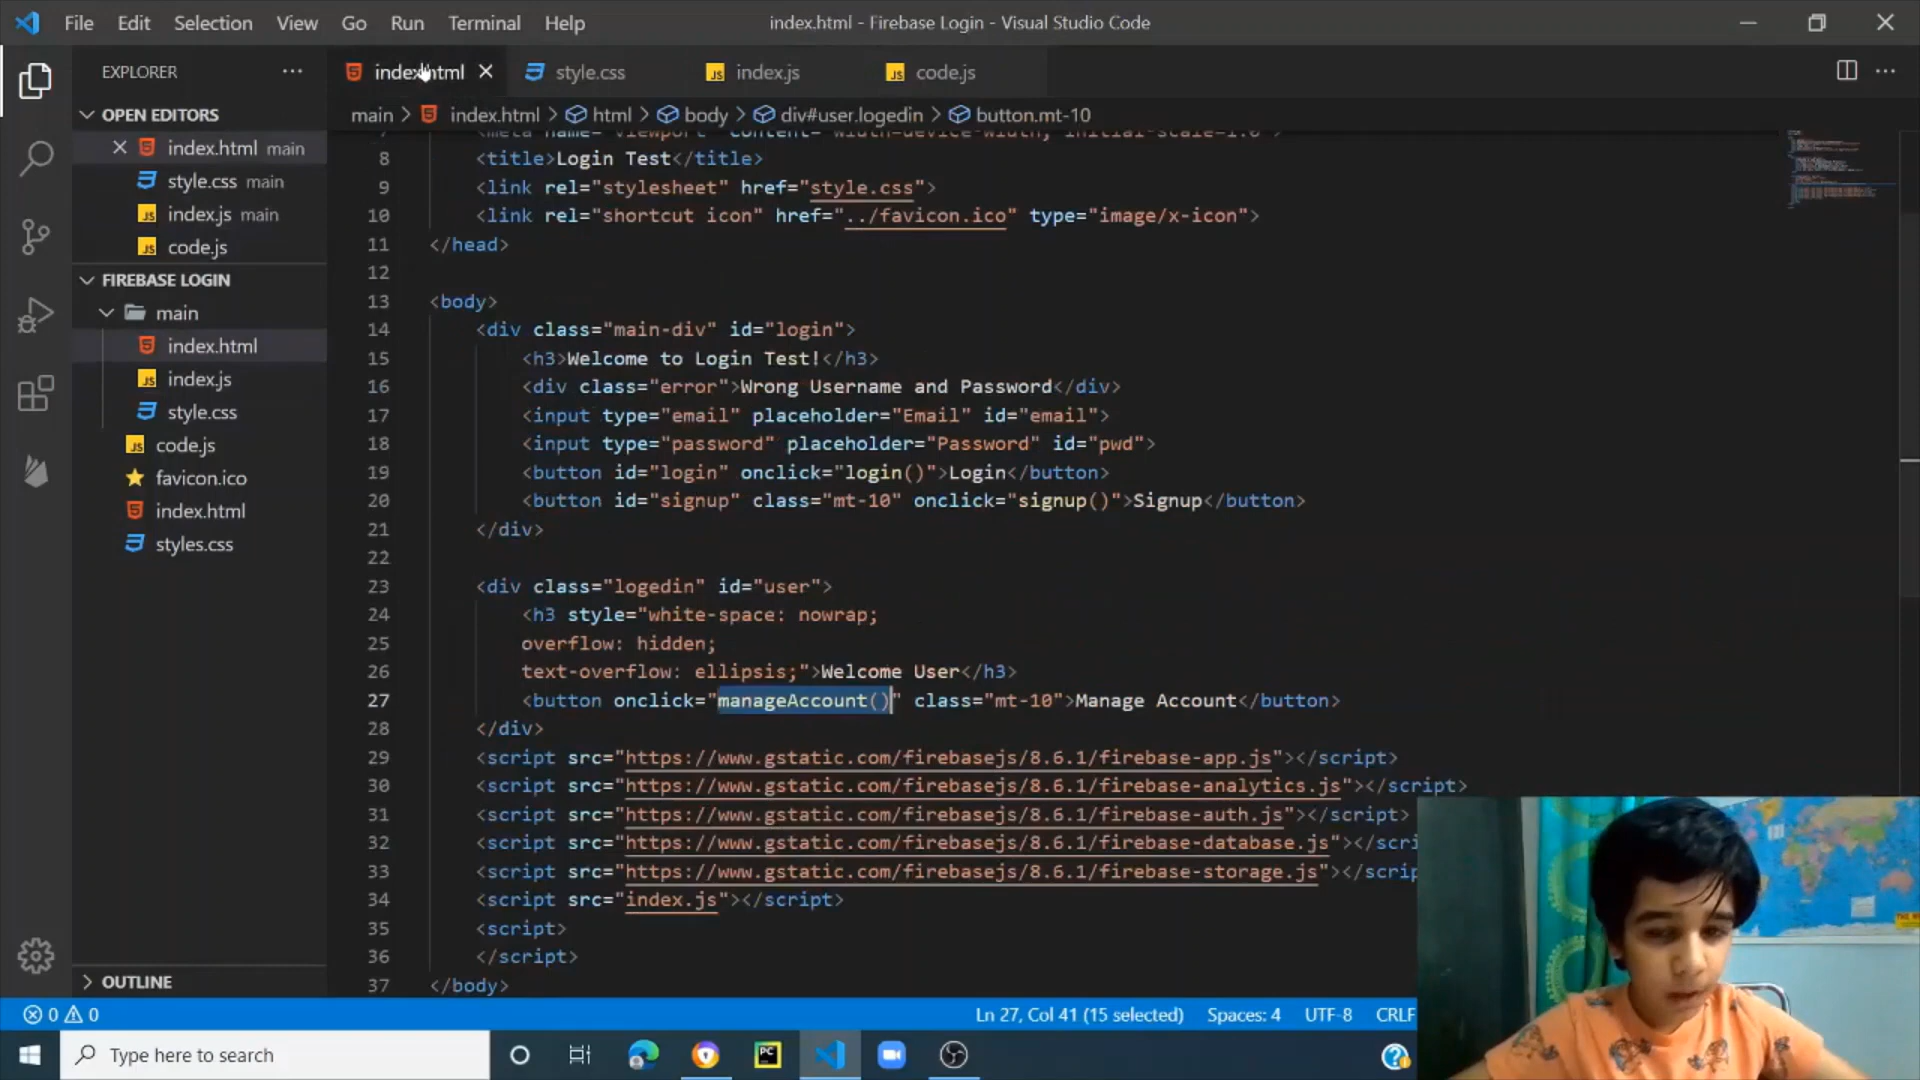 File Edit Selection View Go Run Terminal Help
index.html - Firebase Login - Visual Studio Code
EXPLORER
index.html
style.css
index.js
code.js
main > index.html > html > body > div#user.logedin > button.mt-10
OPEN EDITORS
index.html main
style.css main
index.js main
code.js
FIREBASE LOGIN
main
index.html
index.js
style.css
code.js
favicon.ico
index.html
styles.css
OUTLINE
7 <meta name="viewport" content="width=device-width, initial-scale=1.0">
8 <title>Login Test</title>
9 <link rel="stylesheet" href="style.css">
10 <link rel="shortcut icon" href="../favicon.ico" type="image/x-icon">
11 </head>
12
13 <body>
14 <div class="main-div" id="login">
15 <h3>Welcome to Login Test!</h3>
16 <div class="error">Wrong Username and Password</div>
17 <input type="email" placeholder="Email" id="email">
18 <input type="password" placeholder="Password" id="pwd">
19 <button id="login" onclick="login()">Login</button>
20 <button id="signup" class="mt-10" onclick="signup()">Signup</button>
21 </div>
22
23 <div class="logedin" id="user">
24 <h3 style="white-space: nowrap;
25 overflow: hidden;
26 text-overflow: ellipsis;">Welcome User</h3>
27 <button onclick="manageAccount()" class="mt-10">Manage Account</button>
28 </div>
29 <script src="https://www.gstatic.com/firebasejs/8.6.1/firebase-app.js"></script>
30 <script src="https://www.gstatic.com/firebasejs/8.6.1/firebase-analytics.js"></script>
31 <script src="https://www.gstatic.com/firebasejs/8.6.1/firebase-auth.js"></script>
32 <script src="https://www.gstatic.com/firebasejs/8.6.1/firebase-database.js"></scri
33 <script src="https://www.gstatic.com/firebasejs/8.6.1/firebase-storage.js"></scrip
34 <script src="index.js"></script>
35 <script>
36 </script>
37 </body>
0 0
Ln 27, Col 41 (15 selected) Spaces: 4 UTF-8 CRLF
Type here to search
PC